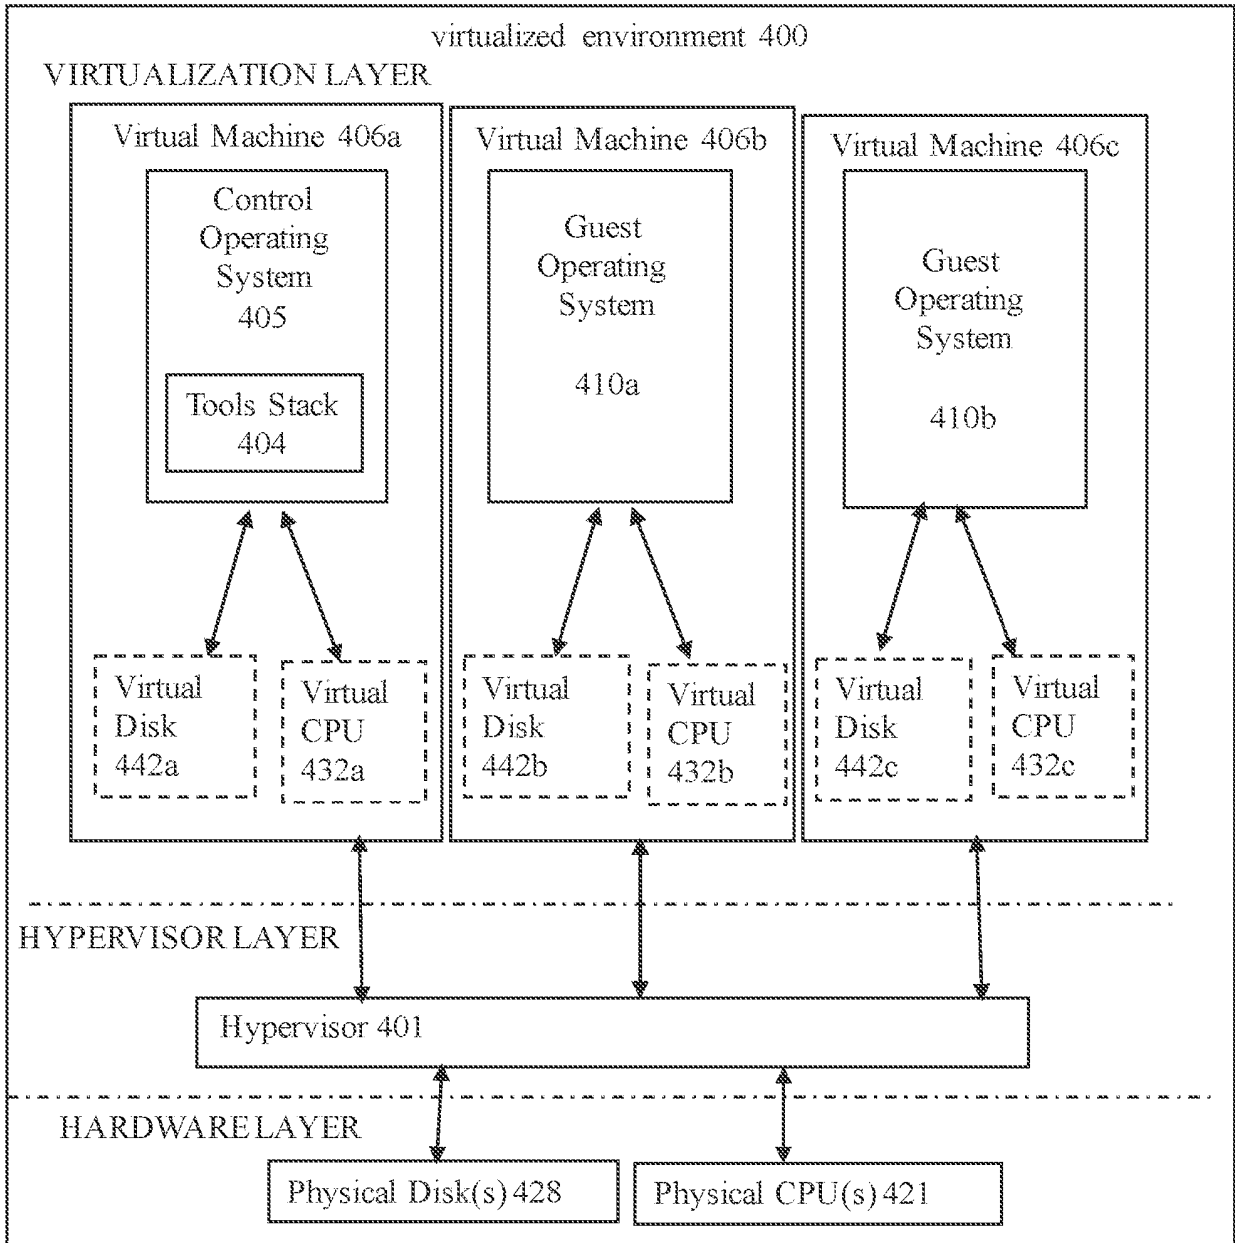 virtualized environment 400
VIRTUALIZATION LAYER
Virtual Machine 406a
Control
Operating
System
405
Tools Stack
404
Virtual
Disk
442a
Virtual
CPU
432a
Virtual Machine 406b
Guest
Operating
System
410a
Virtual
Disk
442b
Virtual
CPU
432b
Virtual Machine 406c
Guest
Operating
System
410b
Virtual
Disk
442c
Virtual
CPU
432c
HYPERVISOR LAYER
Hypervisor 401
HARDWARE LAYER
Physical Disk(s) 428
Physical CPU(s) 421